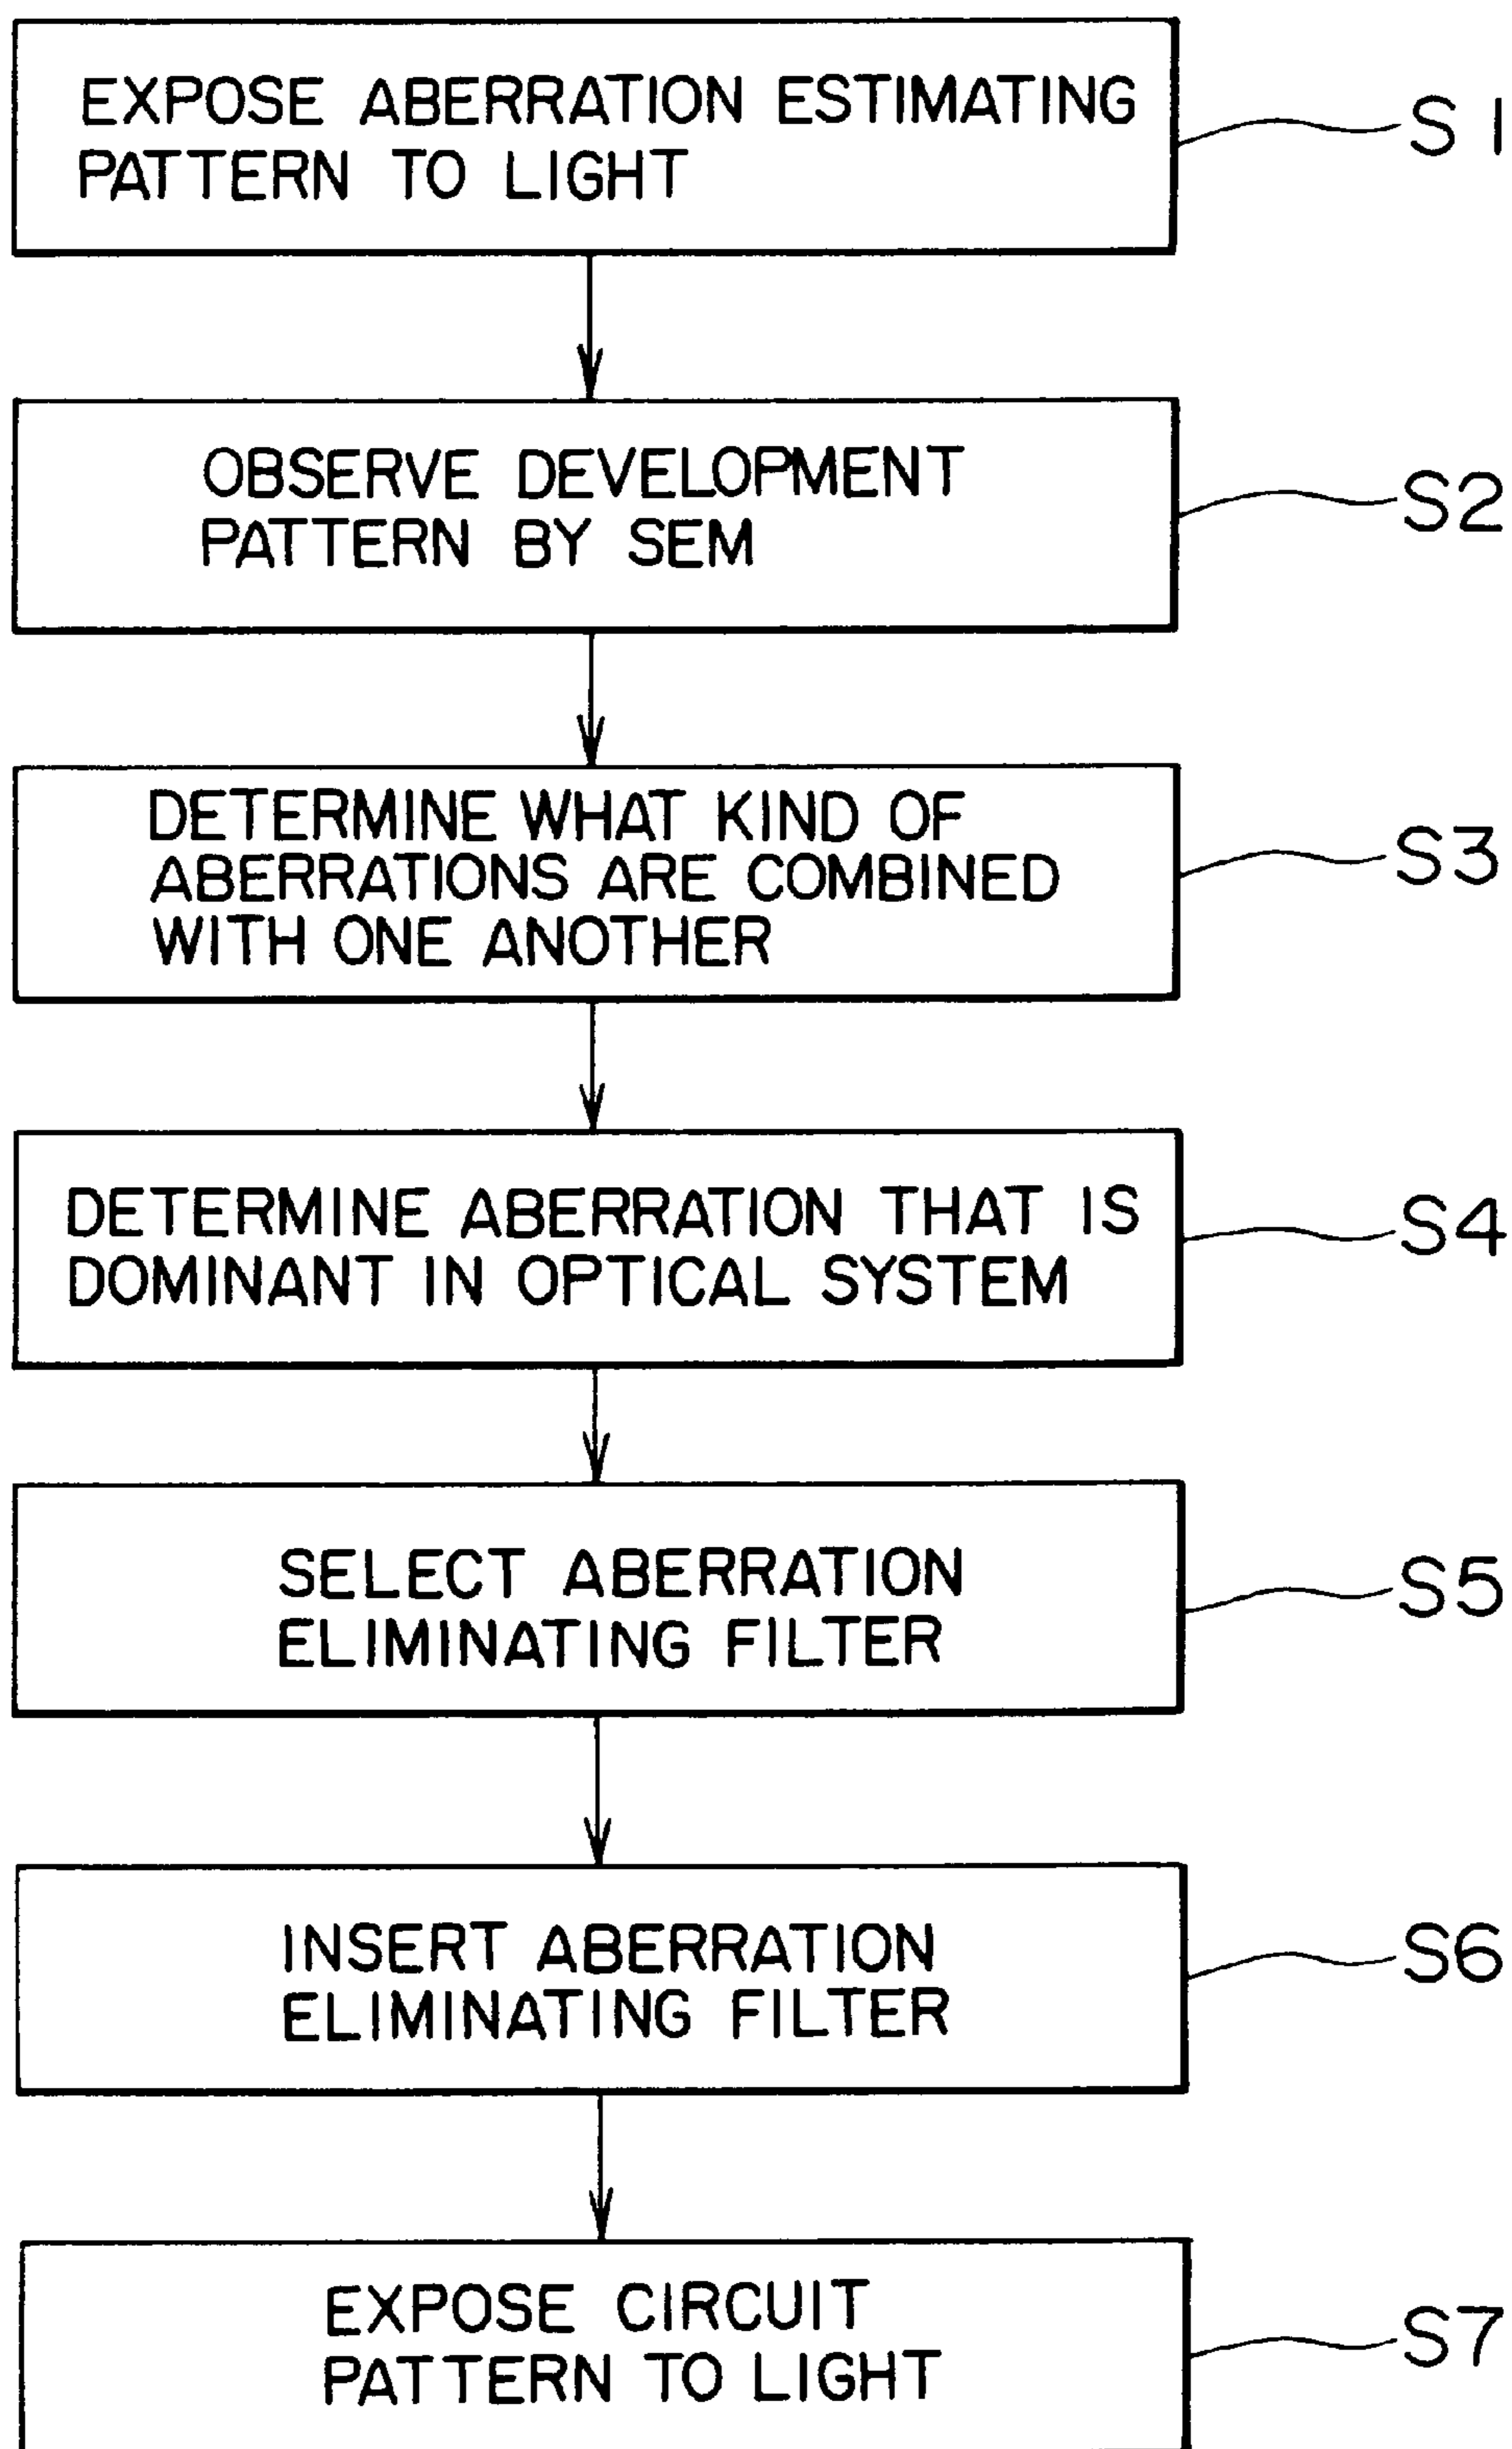 EXPOSE ABERRATION ESTIMATING
PATTERN TO LIGHT
S1
OBSERVE DEVELOPMENT
PATTERN BY SEM
S2
DETERMINE WHAT KIND OF
ABERRATIONS ARE COMBINED
WITH ONE ANOTHER
S3
DETERMINE ABERRATION THAT IS
DOMINANT IN OPTICAL SYSTEM
S4
SELECT ABERRATION
ELIMINATING FILTER
S5
INSERT ABERRATION
ELIMINATING FILTER
S6
EXPOSE CIRCUIT
PATTERN TO LIGHT
S7